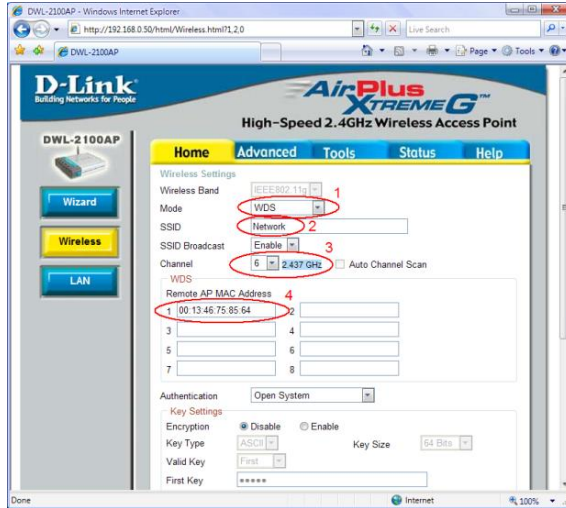 DWL-2100AP - Windows Internet Explorer
http://192.168.0.50/html/Wireless.html?1,2,0
Live Search
DWL-2100AP
Page
Tools
D-Link
Building Networks for People
AirPlus
XTREME G™
High-Speed 2.4GHz Wireless Access Point
DWL-2100AP
Home Advanced Tools Status Help
Wizard
Wireless
LAN
Wireless Settings
Wireless Band IEEE802.11g
1
Mode WDS
SSID Network 2
SSID Broadcast Enable 3
Channel 6 2.437 GHz Auto Channel Scan
WDS
Remote AP MAC Address 4
1 00:13:46:75:85:64 2
3 4
5 6
7 8
Authentication Open System
Key Settings
Encryption Disable Enable
Key Type ASCII Key Size 64 Bits
Valid Key First
First Key •••••
Done Internet 100%